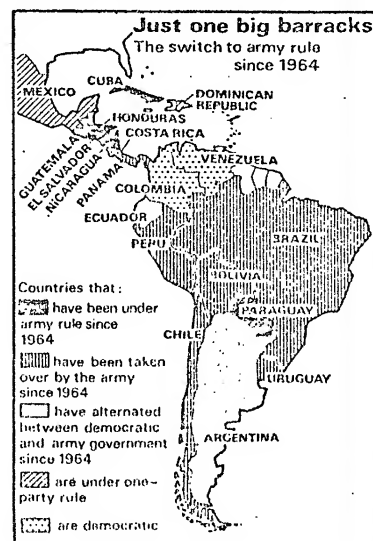 Just one big barracks
The switch to army rule
since 1964
MEXICO
CUBA
DOMINICAN
REPUBLIC
HONDURAS
COSTA RICA
GUATEMALA
EL SALVADOR
NICARAGUA
PANAMA
VENEZUELA
COLOMBIA
ECUADOR
PERU
BRAZIL
BOLIVIA
PARAGUAY
CHILE
URUGUAY
ARGENTINA
Countries that:
have been under
army rule since
1964
have been taken
over by the army
since 1964
have alternated
between democratic
and army government
since 1964
are under one-
party rule
are democratic